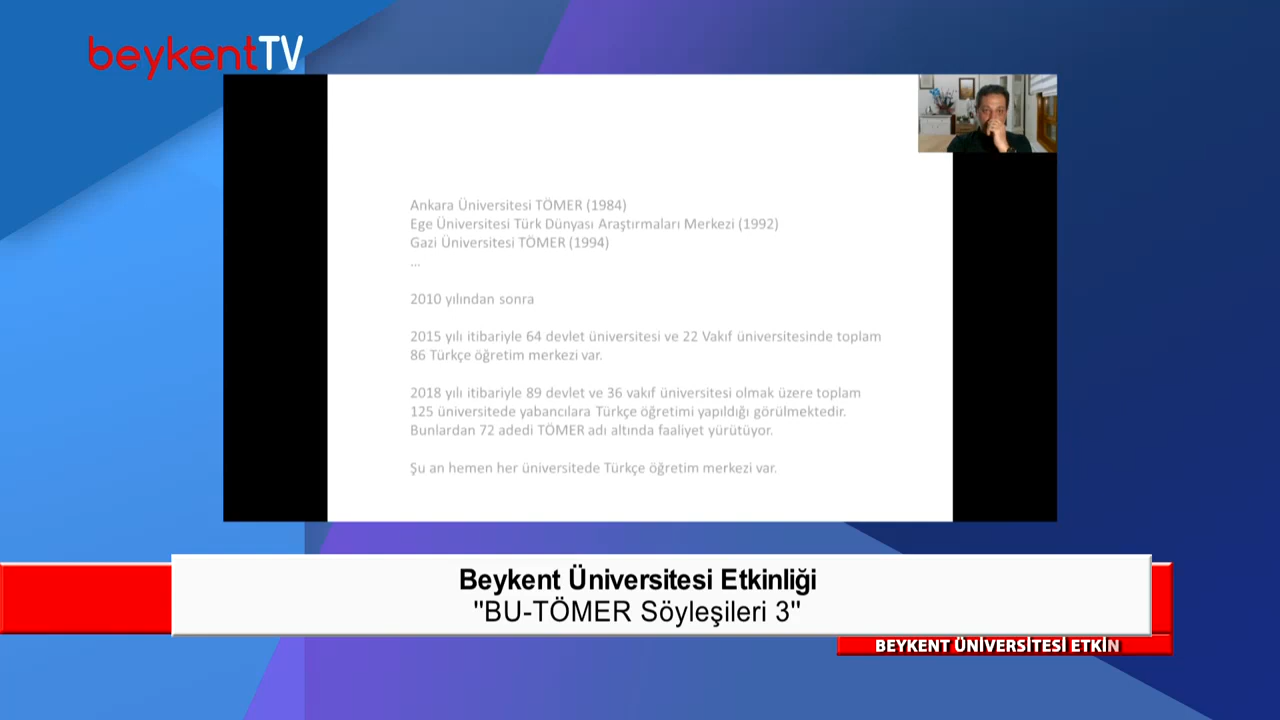 beykentTV
Ankara Üniversitesi TÖMER (1984)
Ege Üniversitesi Türk Dünyası Araştırmaları Merkezi (1992)
Gazi Üniversitesi TÖMER (1994)
...
2010 yılından sonra
2015 yılı itibariyle 64 devlet üniversitesi ve 22 Vakıf üniversitesinde toplam
86 Türkçe öğretim merkezi var.
2018 yılı itibariyle 89 devlet ve 36 vakıf üniversitesi olmak üzere toplam
125 üniversitede yabancılara Türkçe öğretimi yapıldığı görülmektedir.
Bunlardan 72 adedi TÖMER adı altında faaliyet yürütüyor.
Şu an hemen her üniversitede Türkçe öğretim merkezi var.
Beykent Üniversitesi Etkinliği
"BU-TÖMER Söyleşileri 3"
BEYKENT ÜNİVERSİTESİ ETKİN